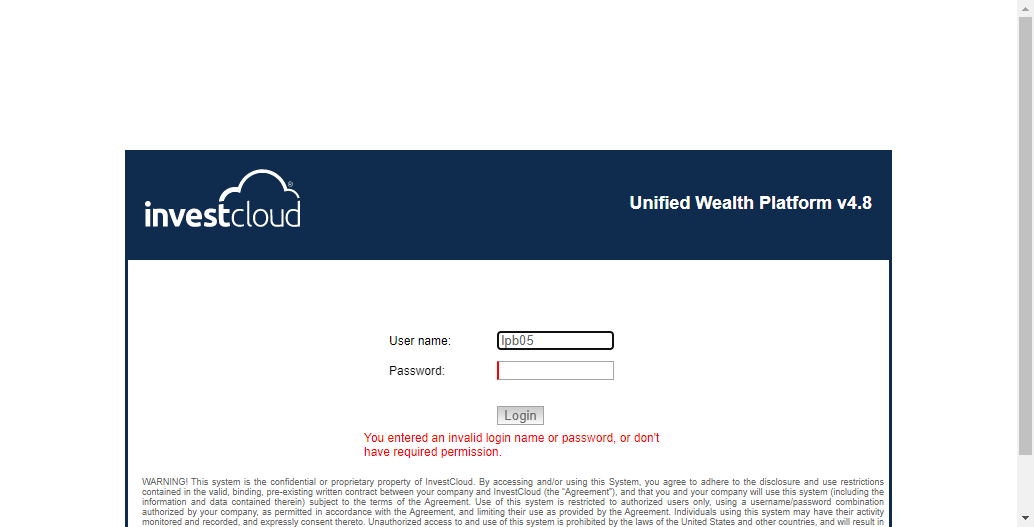 investcloud®
Unified Wealth Platform v4.8
User name: lpb05
Password:
Login
You entered an invalid login name or password, or don't
have required permission.
WARNING! This system is the confidential or proprietary property of InvestCloud. By accessing and/or using this System, you agree to adhere to the disclosure and use restrictions
contained in the valid, binding, pre-existing written contract between your company and InvestCloud (the “Agreement”), and that you and your company will use this system (including the
information and data contained therein) subject to the terms of the Agreement. Use of this system is restricted to authorized users only, using a username/password combination
authorized by your company, as permitted in accordance with the Agreement, and limiting their use as provided by the Agreement. Individuals using this system may have their activity
monitored and recorded, and expressly consent thereto. Unauthorized access to and use of this system is prohibited by the laws of the United States and other countries, and will result in